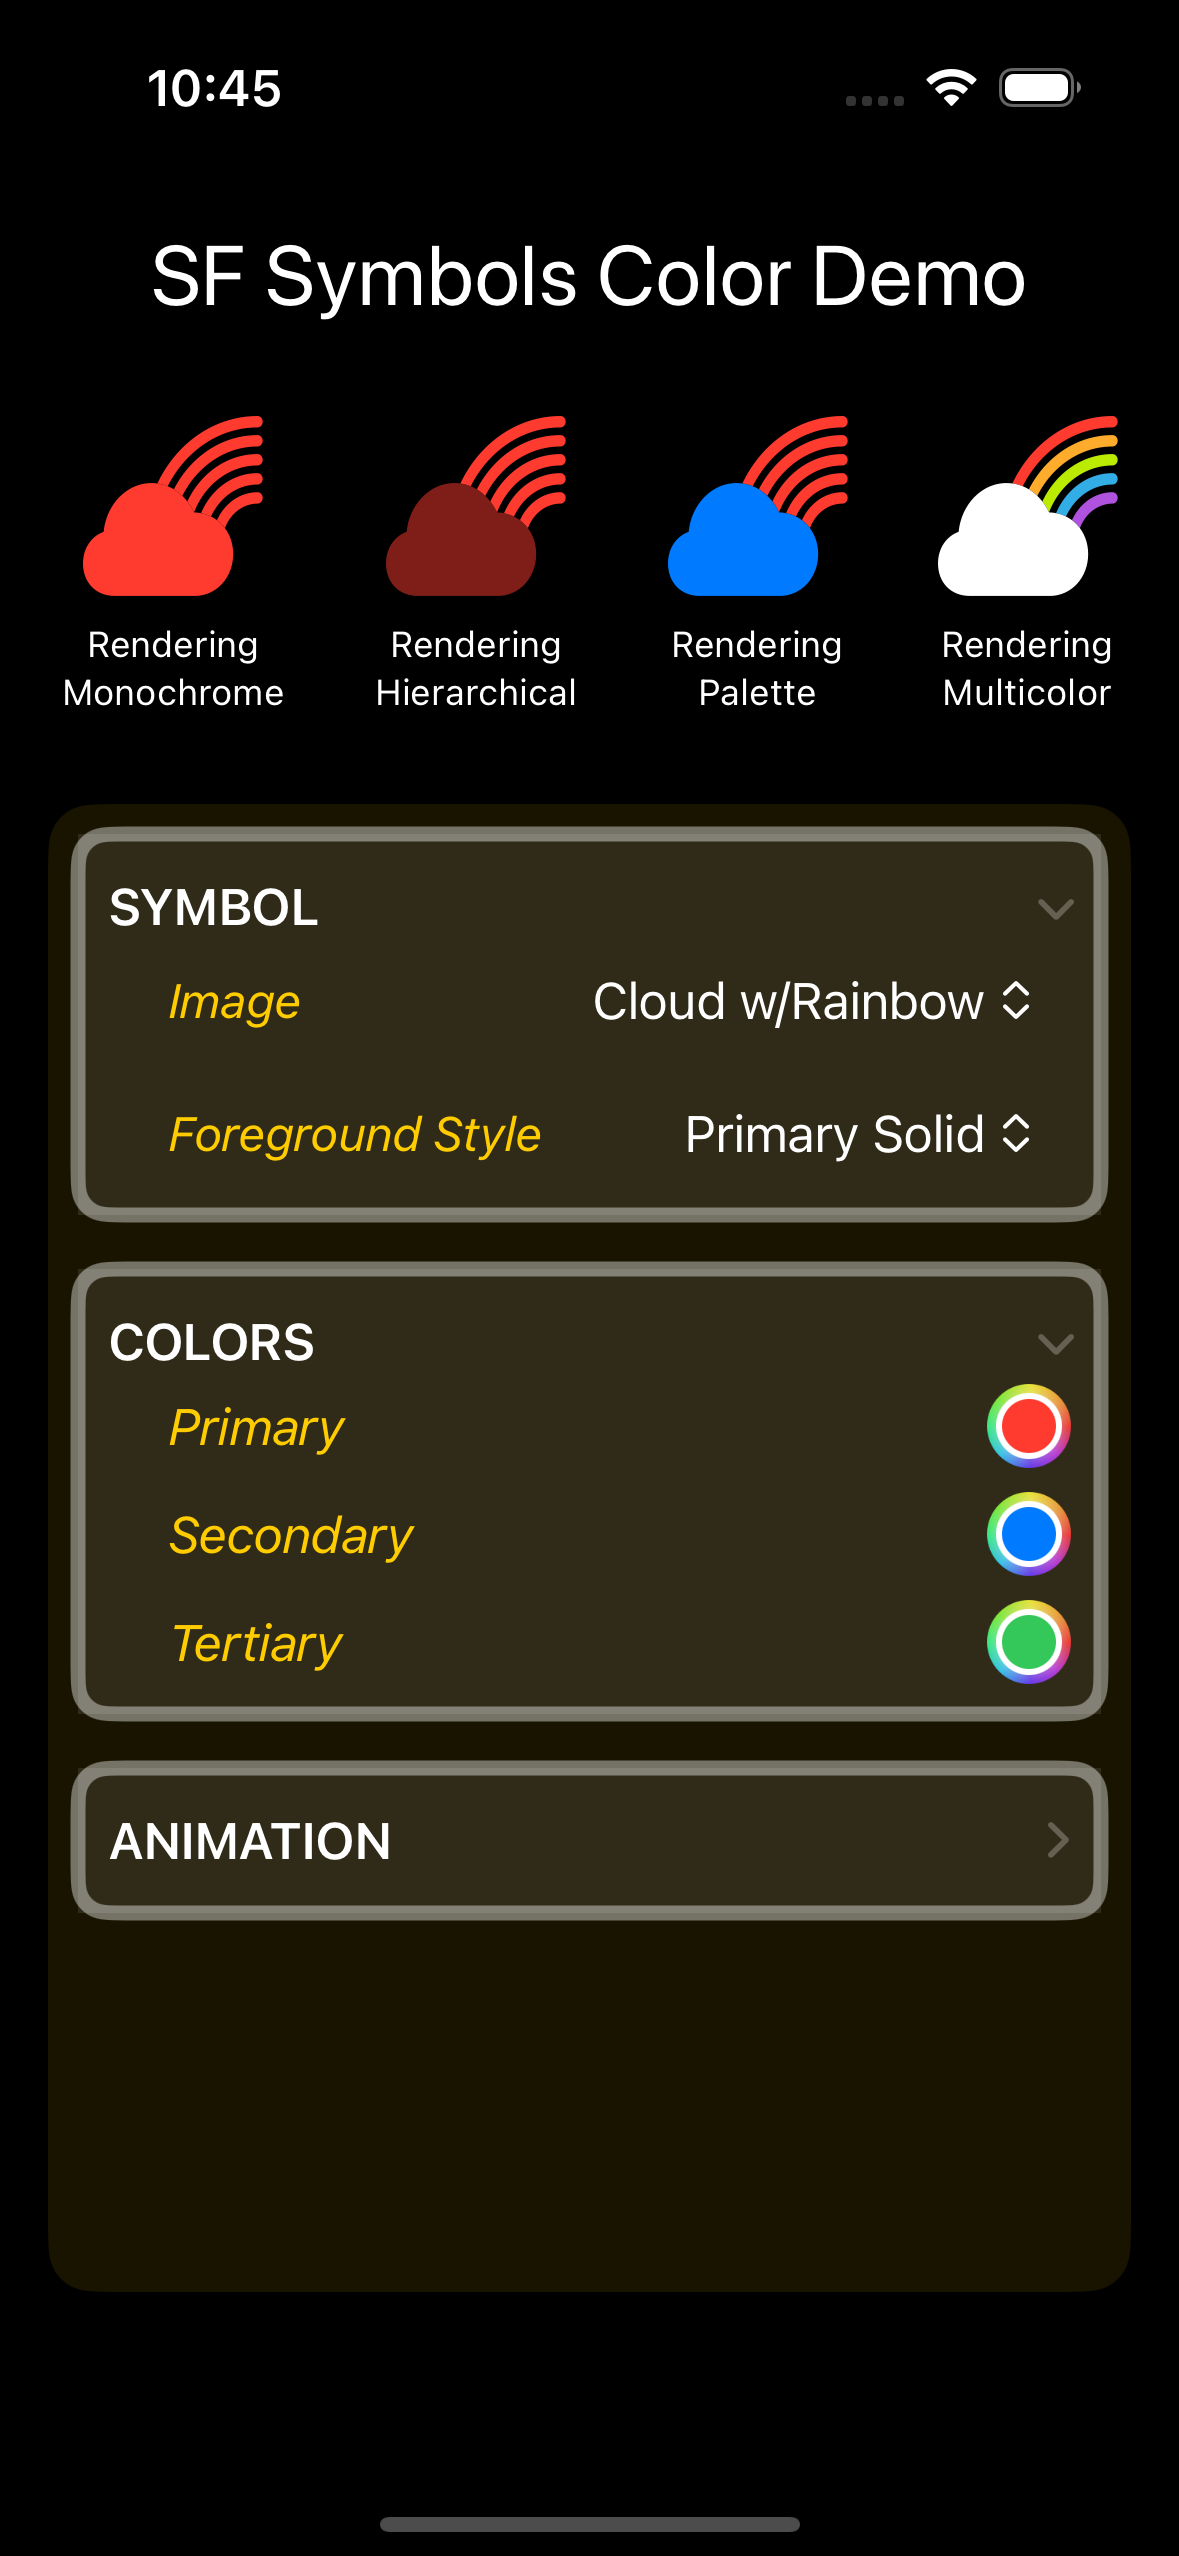 10:45
SF Symbols Color Demo
Rendering Monochrome
Rendering Hierarchical
Rendering Palette
Rendering Multicolor
SYMBOL
Image Cloud w/Rainbow
Foreground Style Primary Solid
COLORS
Primary
Secondary
Tertiary
ANIMATION